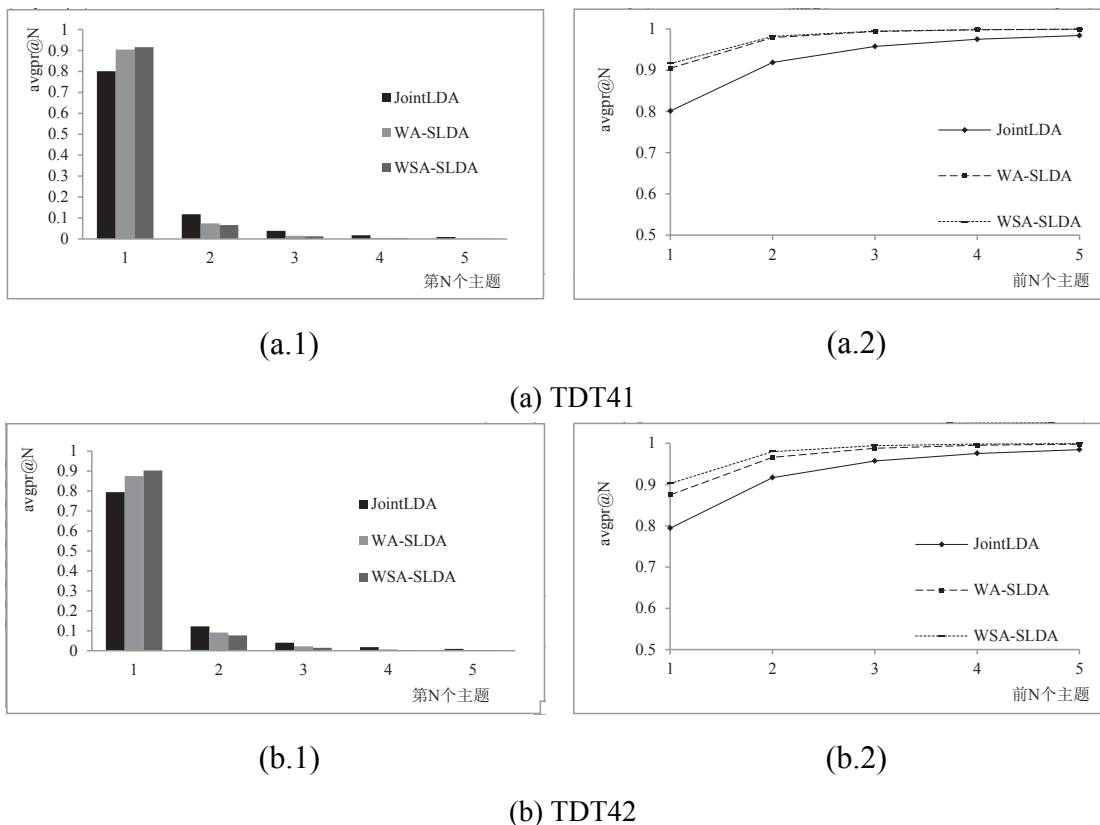 avgpr@N
1
0.9
0.8
0.7
0.6
0.5
0.4
0.3
0.2
0.1
0
JointLDA
WA-SLDA
WSA-SLDA
1 2 3 4 5
第N个主题
avgpr@N
1
0.9
0.8
0.7
0.6
0.5
JointLDA
WA-SLDA
WSA-SLDA
1 2 3 4 5
前N个主题
(a.1) (a.2)
(a) TDT41
avgpr@N
1
0.9
0.8
0.7
0.6
0.5
0.4
0.3
0.2
0.1
0
JointLDA
WA-SLDA
WSA-SLDA
1 2 3 4 5
第N个主题
avgpr@N
1
0.9
0.8
0.7
0.6
0.5
JointLDA
WA-SLDA
WSA-SLDA
1 2 3 4 5
前N个主题
(b.1) (b.2)
(b) TDT42